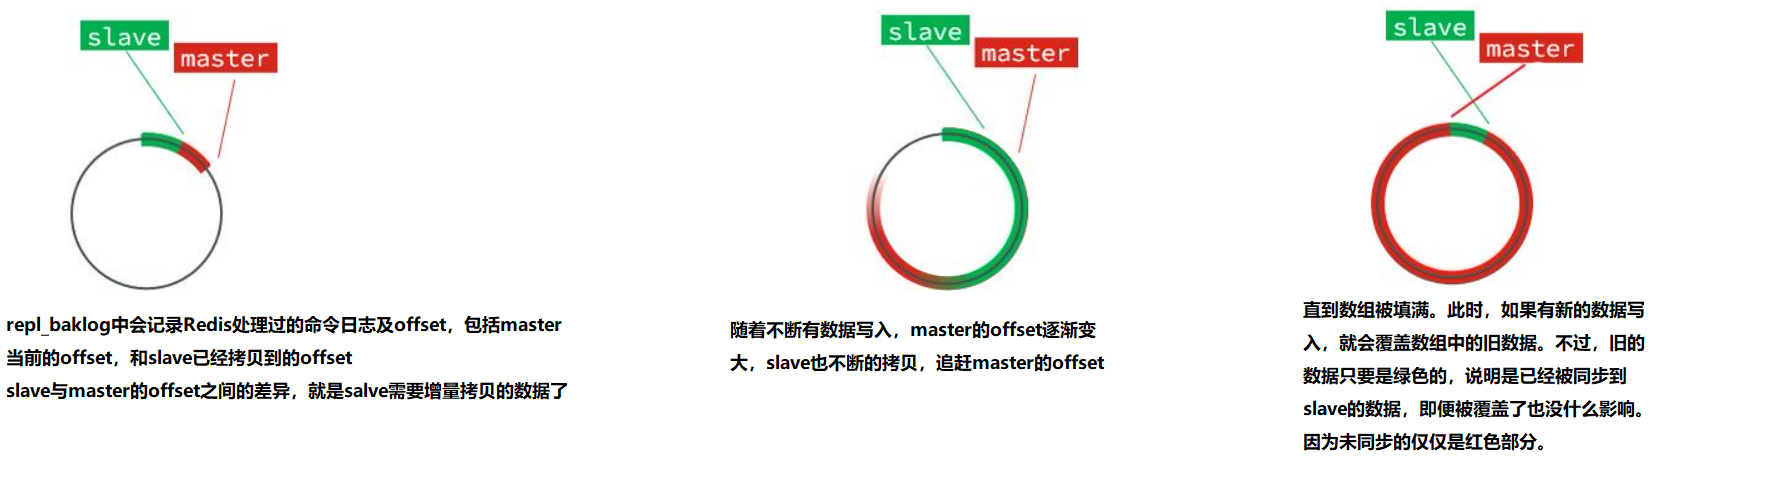 slave
master
repl_baklog中会记录Redis处理过的命令日志及offset，包括master
当前的offset，和slave已经拷贝到的offset
slave与master的offset之间的差异，就是salve需要增量拷贝的数据了
slave
master
随着不断有数据写入，master的offset逐渐变
大，slave也不断的拷贝，追赶master的offset
slave
master
直到数组被填满。此时，如果有新的数据写
入，就会覆盖数组中的旧数据。不过，旧的
数据只要是绿色的，说明是已经被同步到
slave的数据，即便被覆盖了也没什么影响。
因为未同步的仅仅是红色部分。